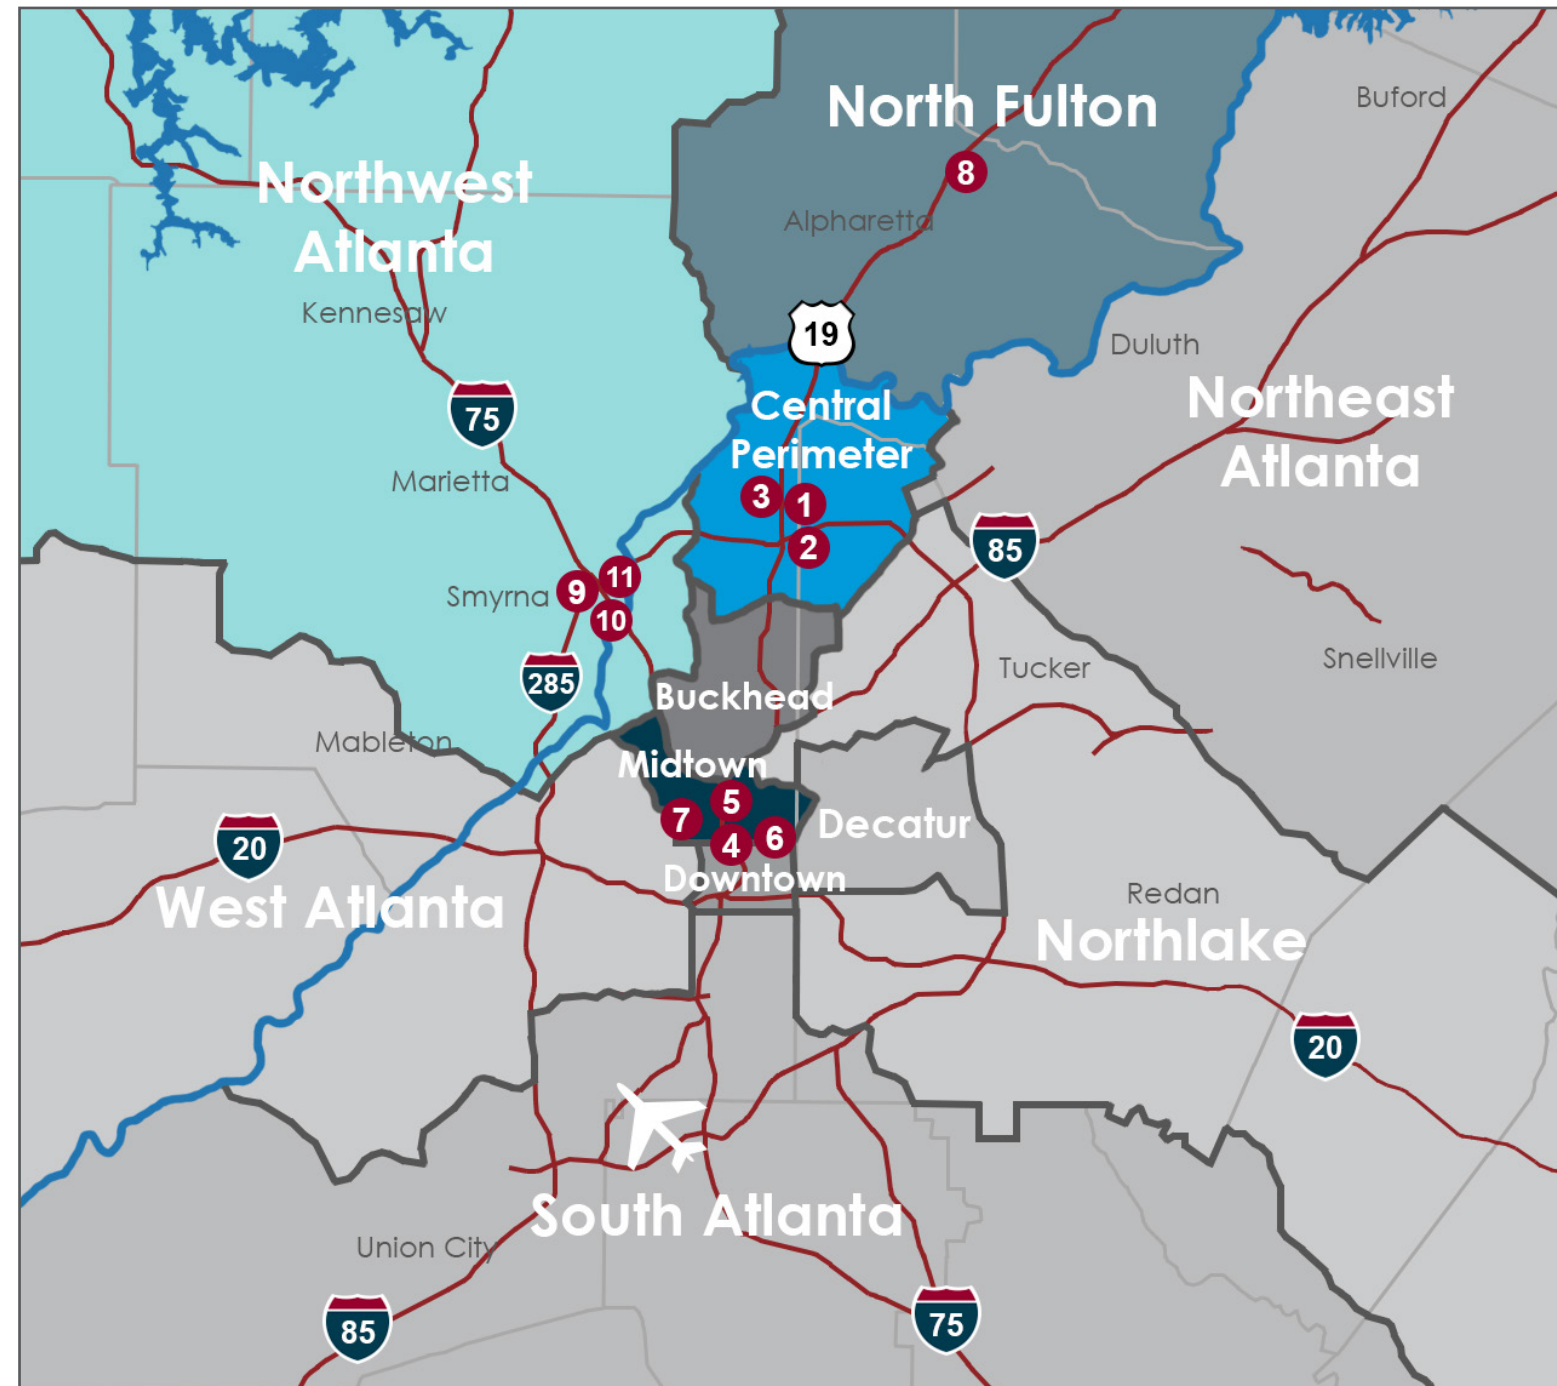 North Fulton
Buford
8
Northwest
Atlanta
Alpharetta
Kennesaw
19
Duluth
Northeast
Atlanta
75
Central
Perimeter
Marietta
3
1
2
85
Smyrna
9
11
10
285
Tucker
Snellville
Buckhead
Mableton
Midtown
5
7
4
6
Decatur
20
Downtown
West Atlanta
Redan
Northlake
20
South Atlanta
Union City
85
75